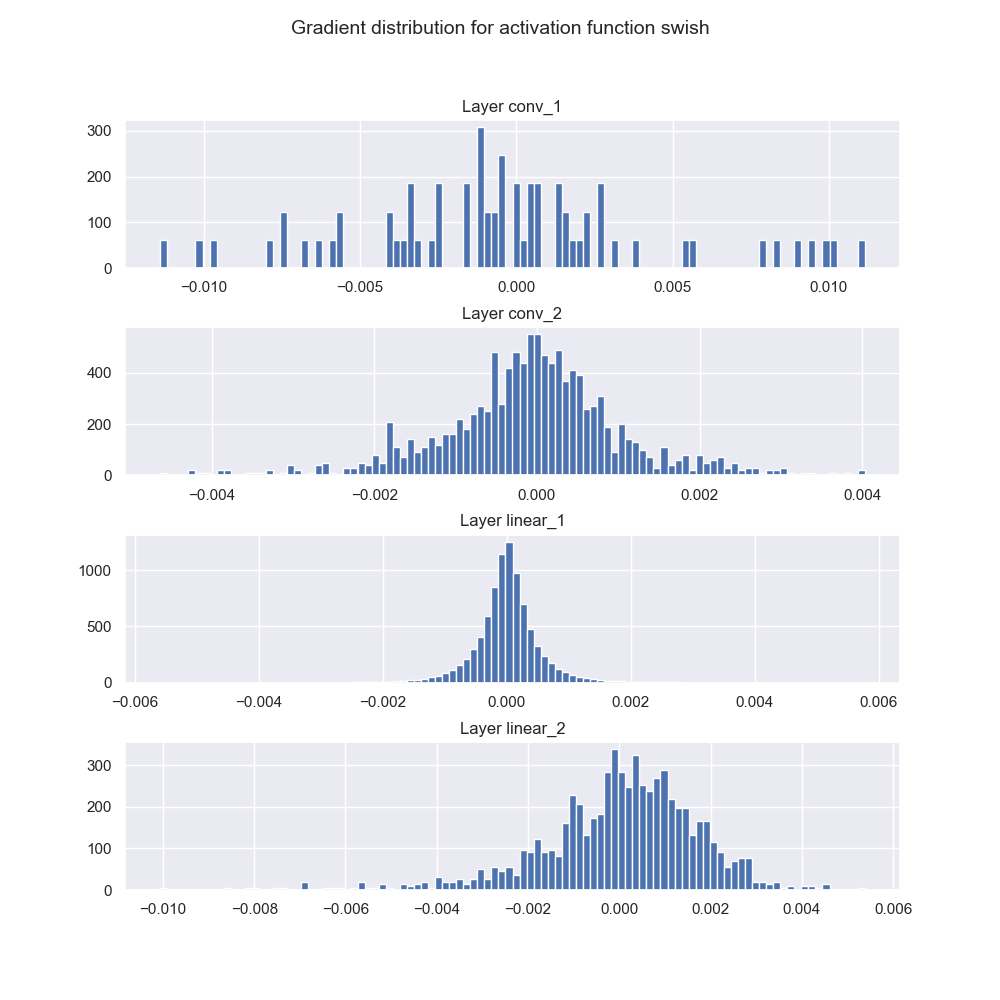 Gradient distribution for activation function swish
Layer conv_1
300
200
100
0
−0.010 −0.005 0.000 0.005 0.010
Layer conv_2
400
200
0
−0.004 −0.002 0.000 0.002 0.004
Layer linear_1
1000
500
0
−0.006 −0.004 −0.002 0.000 0.002 0.004 0.006
Layer linear_2
300
200
100
0
−0.010 −0.008 −0.006 −0.004 −0.002 0.000 0.002 0.004 0.006